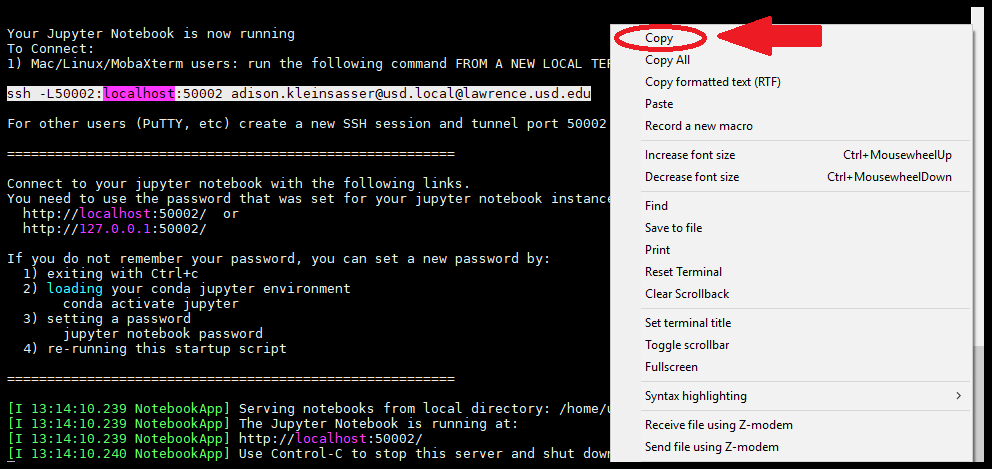 Your Jupyter Notebook is now running
To Connect:
1) Mac/Linux/MobaXterm users: run the following command FROM A NEW LOCAL
ssh -L50002:localhost:50002 adison.kleinsasser@usd.local@lawrence.usd.edu
For other users (PuTTY, etc) create a new SSH session and tunnel port 50002
========================================================
Connect to your jupyter notebook with the following links.
You need to use the password that was set for your jupyter notebook
http://localhost:50002/  or
http://127.0.0.1:50002/
If you do not remember your password, you can set a new password by:
1) exiting with Ctrl+c
2) loading your conda jupyter environment
conda activate jupyter
3) setting a password
jupyter notebook password
4) re-running this startup script
========================================================
[I 13:14:10.239 NotebookApp] Serving notebooks from local directory:
[I 13:14:10.239 NotebookApp] The Jupyter Notebook is running at:
[I 13:14:10.239 NotebookApp] http://localhost:50002/
[I 13:14:10.240 NotebookApp] Use Control-C to stop this server and shut
Copy
Copy All
Copy formatted text (RTF)
Paste
Record a new macro
Increase font size Ctrl+MousewheelUp
Decrease font size Ctrl+MousewheelDown
Find
Save to file
Print
Reset Terminal
Clear Scrollback
Set terminal title
Toggle scrollbar
Fullscreen
Syntax highlighting
Receive file using Z-modem
Send file using Z-modem